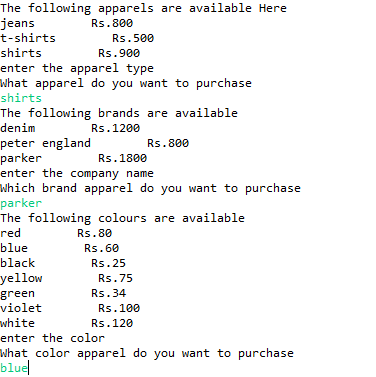 The following apparels are available Here
jeans        Rs.800
t-shirts        Rs.500
shirts        Rs.900
enter the apparel type
What apparel do you want to purchase
shirts
The following brands are available
denim        Rs.1200
peter england        Rs.800
parker        Rs.1800
enter the company name
Which brand apparel do you want to purchase
parker
The following colours are available
red        Rs.80
blue        Rs.60
black        Rs.25
yellow        Rs.75
green        Rs.34
violet        Rs.100
white        Rs.120
enter the color
What color apparel do you want to purchase
blue